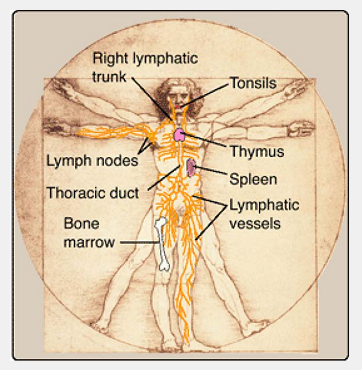 Right lymphatic
trunk
Tonsils
Lymph nodes
Thymus
Thoracic duct
Spleen
Bone
marrow
Lymphatic
vessels